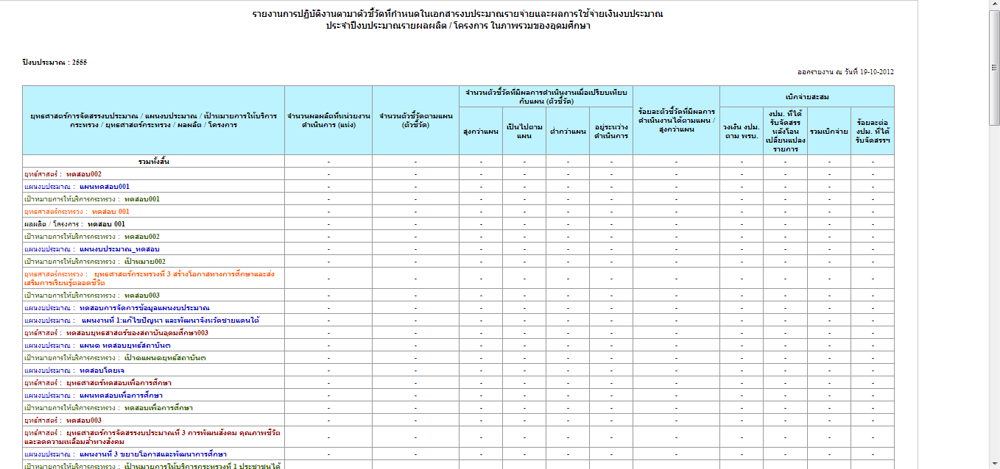 รายงานการปฏิบัติงานตามาตัวชี้วัดที่กำหนดในเอกสารงบประมาณรายจ่ายและผลการใช้จ่ายเงินงบประมาณ
ประจำปีงบประมาณรายผลผลิต / โครงการ ในภาพรวมของอุดมศึกษา
ปีงบประมาณ : 2555
ออกรายงาน ณ วันที่ 19-10-2012
ยุทธศาสตร์การจัดสรรงบประมาณ / แผนงบประมาณ / เป้าหมายการให้บริการ
กระทรวง / ยุทธศาสตร์กระทรวง / ผลผลิต / โครงการ
จำนวนผลผลิตที่หน่วยงาน
ดำเนินการ (แห่ง)
จำนวนตัวชี้วัดตามแผน
(ตัวชี้วัด)
จำนวนตัวชี้วัดที่มีผลการดำเนินงานเมื่อเปรียบเทียบ
กับแผน (ตัวชี้วัด)
สูงกว่าแผน
เป็นไปตาม
แผน
ต่ำกว่าแผน
อยู่ระหว่าง
ดำเนินการ
ร้อยละตัวชี้วัดที่มีผลการ
ดำเนินงานได้ตามแผน /
สูงกว่าแผน
เบิกจ่ายสะสม
วงเงิน งปม.
ตาม พรบ.
งปม. ที่ได้
รับจัดสรร
หลังโอน
เปลี่ยนแปลง
รายการ
รวมเบิกจ่าย
ร้อยละต่อ
งปม. ที่ได้
รับจัดสรรฯ
รวมทั้งสิ้น - - - - - - - - - - -
ยุทธ์ศาสตร์ : ทดสอบ002 - - - - - - - - - - -
แผนงบประมาณ : แผนทดสอบ001 - - - - - - - - - - -
เป้าหมายการให้บริการกระทรวง : ทดสอบ001 - - - - - - - - - - -
ยุทธ์ศาสตร์กระทรวง : ทดสอบ 001 - - - - - - - - - - -
ผลผลิต / โครงการ : ทดสอบ 001 - - - - - - - - - - -
เป้าหมายการให้บริการกระทรวง : ทดสอบ002 - - - - - - - - - - -
แผนงบประมาณ : แผนงบประมาณ_ทดสอบ - - - - - - - - - - -
เป้าหมายการให้บริการกระทรวง : เป้าหมาย002 - - - - - - - - - - -
ยุทธ์ศาสตร์กระทรวง : ยุทธศาสตร์กระทรวงที่ 3 สร้างโอกาสทางการศึกษาและส่ง
เสริมการเรียนรู้ตลอดชีวิต - - - - - - - - - - -
เป้าหมายการให้บริการกระทรวง : ทดสอบ003 - - - - - - - - - - -
แผนงบประมาณ : ทดสอบการจัดการข้อมูลแผนงบประมาณ - - - - - - - - - - -
แผนงบประมาณ : แผนงานที่ 1:แก้ไขปัญหา และพัฒนาจังหวัดชายแดนใต้ - - - - - - - - - - -
ยุทธ์ศาสตร์ : ทดสอบยุทธสาสตร์ของสถาบันอุดมศึกษา003 - - - - - - - - - - -
แผนงบประมาณ : แผน๑ ทดสอบยุทธ์สถาบัน๓ - - - - - - - - - - -
เป้าหมายการให้บริการกระทรวง : เป้า๑แผน๑ยุทธ์สถาบัน๓ - - - - - - - - - - -
แผนงบประมาณ : ทดสอบโดยเจ - - - - - - - - - - -
ยุทธ์ศาสตร์ : ยุทธศาสตร์ทดสอบเพื่อการศึกษา - - - - - - - - - - -
แผนงบประมาณ : แผนทดสอบเพื่อการศึกษา - - - - - - - - - - -
เป้าหมายการให้บริการกระทรวง : ทดสอบเพื่อการศึกษา - - - - - - - - - - -
ยุทธ์ศาสตร์ : ทดสอบ003 - - - - - - - - - - -
ยุทธ์ศาสตร์ : ยุทธศาสตร์การจัดสรรงบประมาณที่ 3 การพัฒนสังคม คุณภาพชีวิต
และลดความเหลื่อมล้ำทางสังคม - - - - - - - - - - -
แผนงบประมาณ : แผนงานที่ 3 ขยายโอกาสและพัฒนาการศึกษา - - - - - - - - - - -
เป้าหมายการให้บริการกระทรวง : เป้าหมายการให้บริการกระทรวงที่ 1 ประชาชนได้